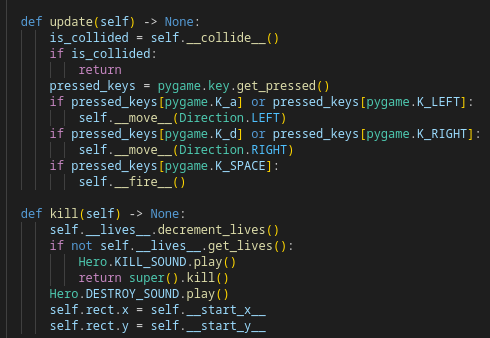 def update(self) -> None:
    is_collided = self.__collide__()
    if is_collided:
        return
    pressed_keys = pygame.key.get_pressed()
    if pressed_keys[pygame.K_a] or pressed_keys[pygame.K_LEFT]:
        self.__move__(Direction.LEFT)
    if pressed_keys[pygame.K_d] or pressed_keys[pygame.K_RIGHT]:
        self.__move__(Direction.RIGHT)
    if pressed_keys[pygame.K_SPACE]:
        self.__fire__()

def kill(self) -> None:
    self.__lives__.decrement_lives()
    if not self.__lives__.get_lives():
        Hero.KILL_SOUND.play()
        return super().kill()
    Hero.DESTROY_SOUND.play()
    self.rect.x = self.__start_x__
    self.rect.y = self.__start_y__